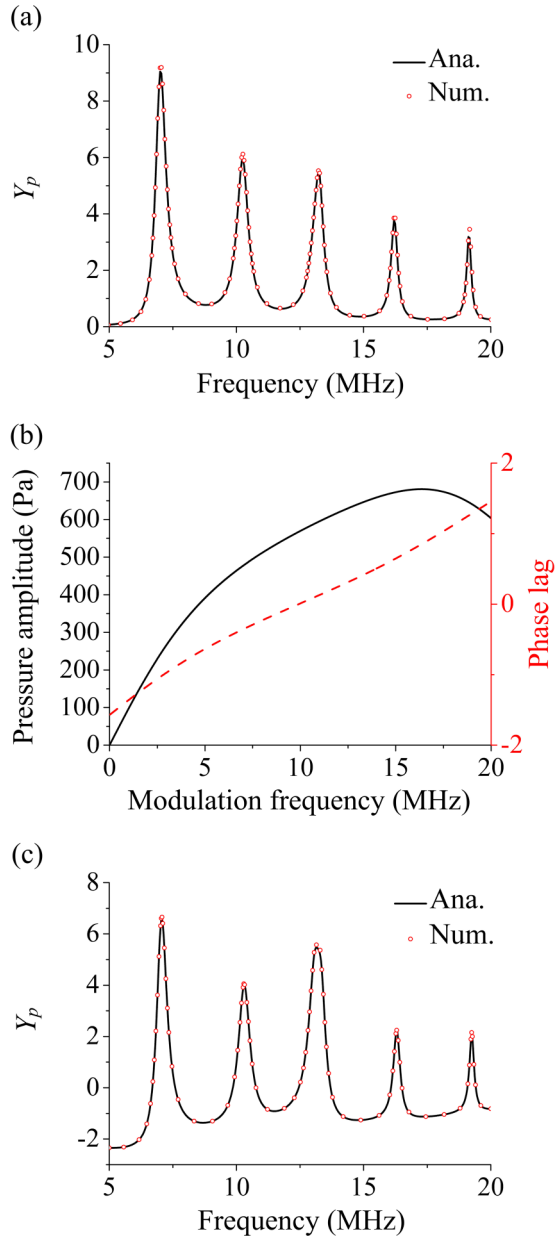 (a)
Ana.
Num.
10
8
6
4
2
0
Y_p
5 10 15 20
Frequency (MHz)
(b)
700
600
500
400
300
200
100
0
Pressure amplitude (Pa)
2
0
-2
Phase lag
0 5 10 15 20
Modulation frequency (MHz)
(c)
Ana.
Num.
8
6
4
2
0
-2
Y_p
5 10 15 20
Frequency (MHz)